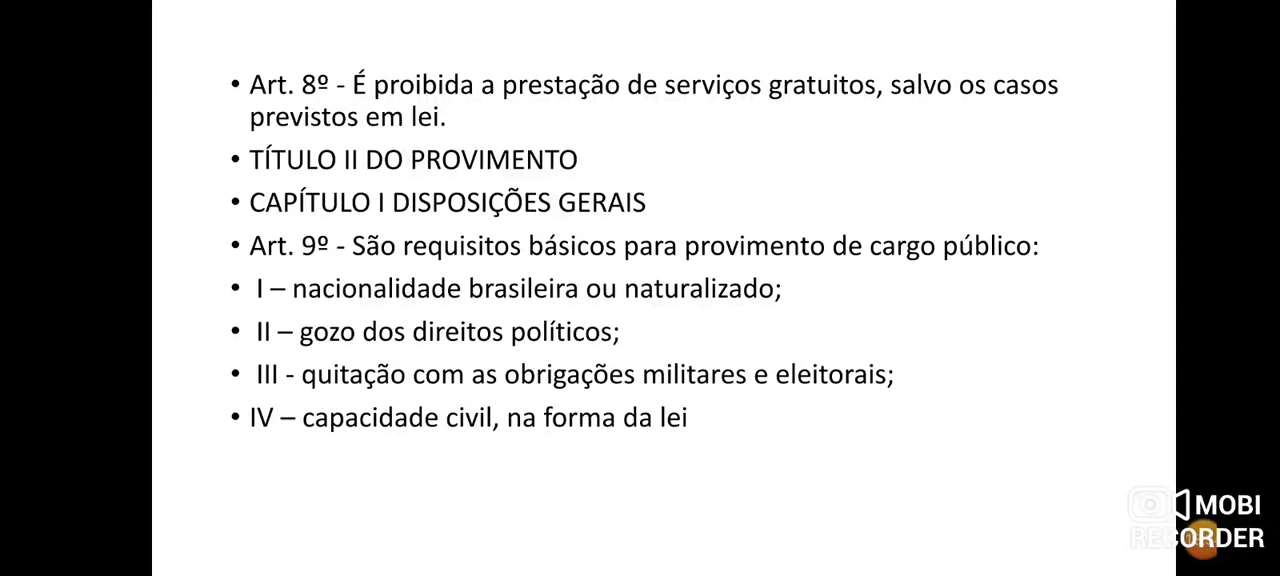 • Art. 8º - É proibida a prestação de serviços gratuitos, salvo os casos
previstos em lei.
• TÍTULO II DO PROVIMENTO
• CAPÍTULO I DISPOSIÇÕES GERAIS
• Art. 9º - São requisitos básicos para provimento de cargo público:
• I – nacionalidade brasileira ou naturalizado;
• II – gozo dos direitos políticos;
• III - quitação com as obrigações militares e eleitorais;
• IV – capacidade civil, na forma da lei
MOBI
RECORDER